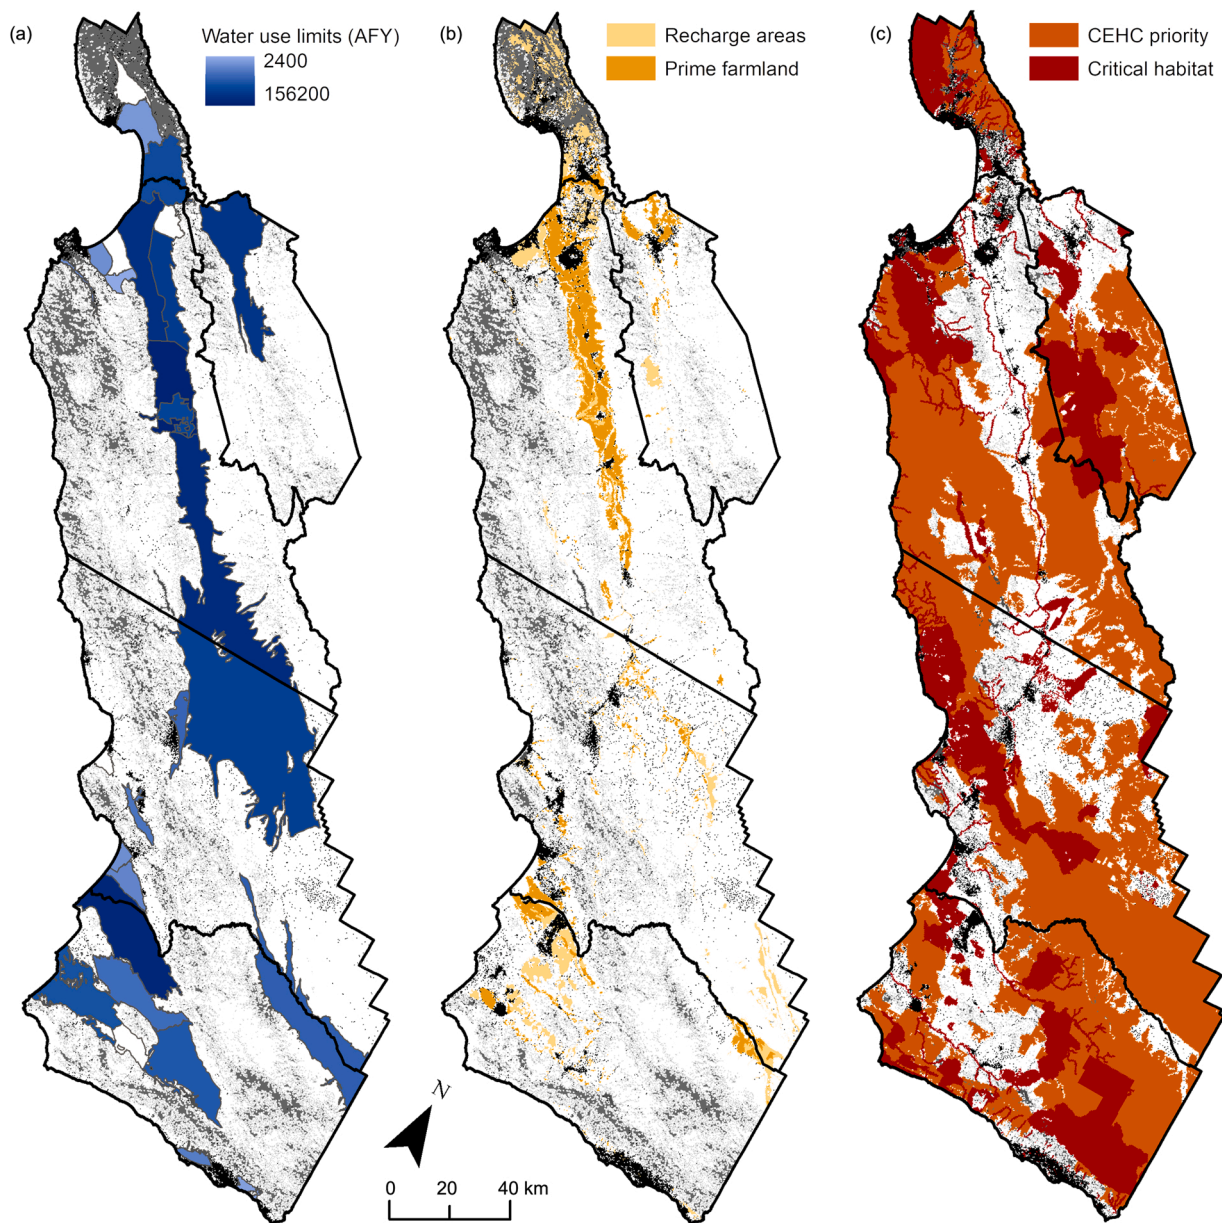 (a)
Water use limits (AFY)
2400
156200
(b)
Recharge areas
Prime farmland
(c)
CEHC priority
Critical habitat
N
0 20 40 km